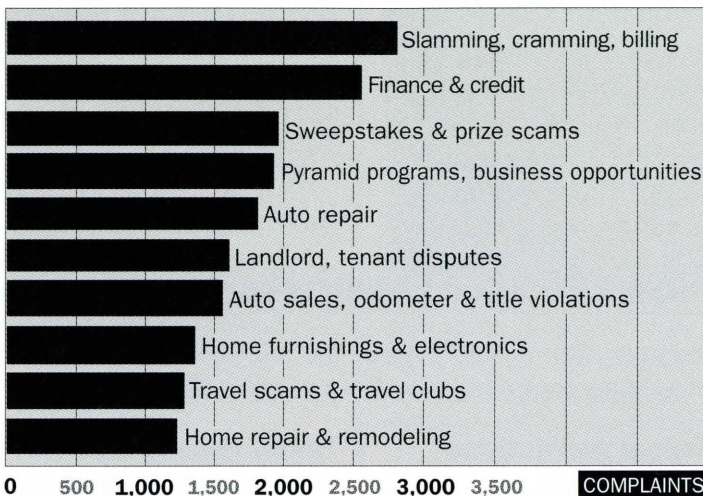 Slamming, cramming, billing
Finance & credit
Sweepstakes & prize scams
Pyramid programs, business opportunities
Auto repair
Landlord, tenant disputes
Auto sales, odometer & title violations
Home furnishings & electronics
Travel scams & travel clubs
Home repair & remodeling
0 500 1,000 1,500 2,000 2,500 3,000 3,500 COMPLAINTS